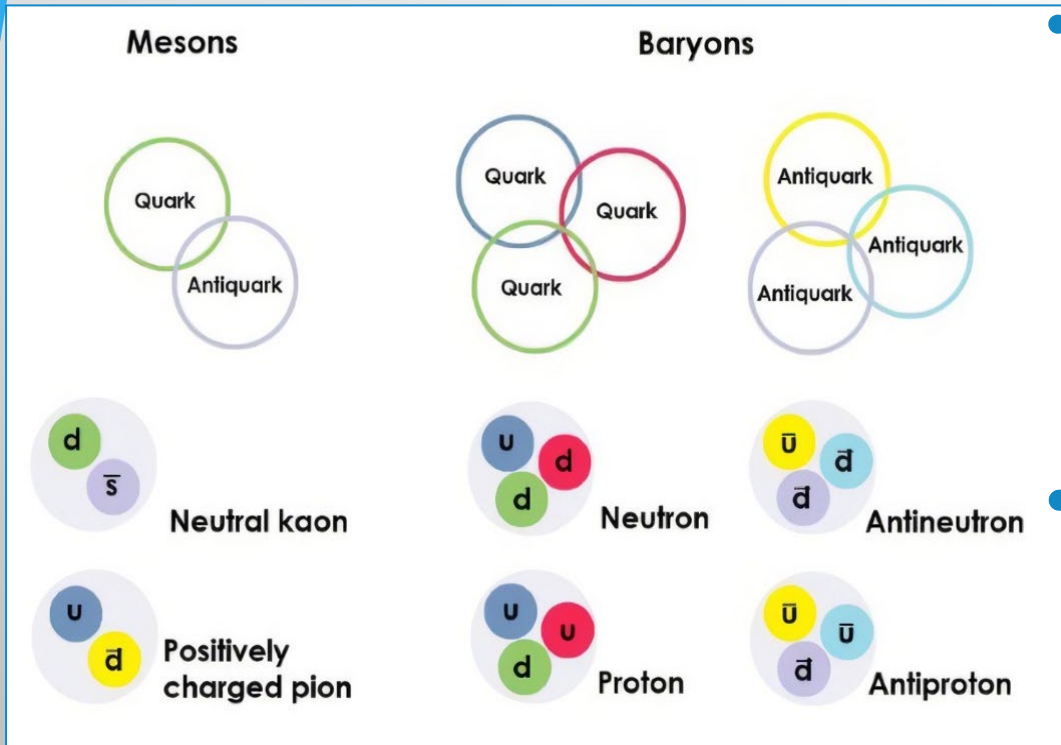 Mesons
Baryons
Quark
Antiquark
Quark
Quark
Quark
Antiquark
Antiquark
Antiquark
d
s̅
Neutral kaon
u
d
d
Neutron
u̅
d̅
d̅
Antineutron
u
d̅
Positively
charged pion
u
u
d
Proton
u̅
u̅
d̅
Antiproton